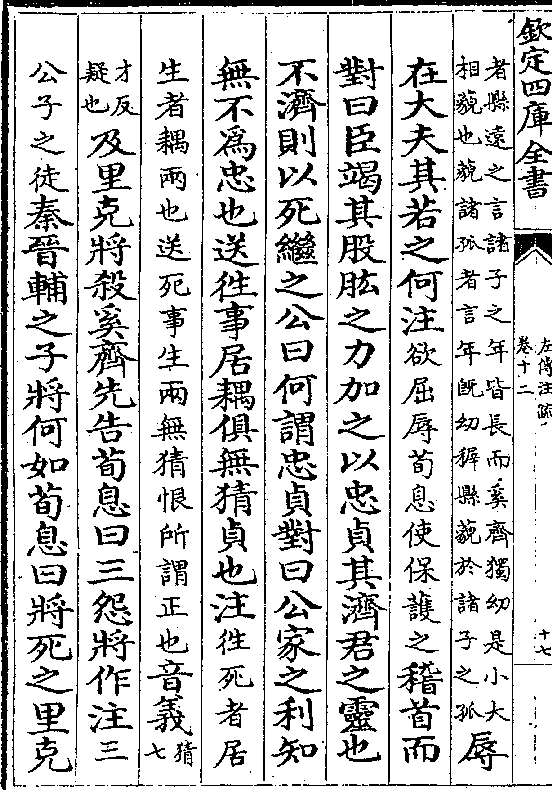 欽定四庫全書
左傳注疏
卷十二
十七
者縣遠之言諸子之年皆長而奚齊獨幼是小大
相藐也藐諸孤者言年既幼穉縣藐於諸子之孤
辱
在大夫其若之何注欲屈辱荀息使保護之稽首而
對曰臣竭其股肱之力加之以忠貞其濟君之靈也
不濟則以死繼之公曰何謂忠貞對曰公家之利知
無不為忠也送徃事居耦俱無猜貞也注徃死者居
生者耦兩也送死事生兩無猜恨所謂正也音義猜七
才反
疑也及里克將殺奚齊先告荀息曰三怨將作注三
公子之徒秦晉輔之子將何如荀息曰將死之里克